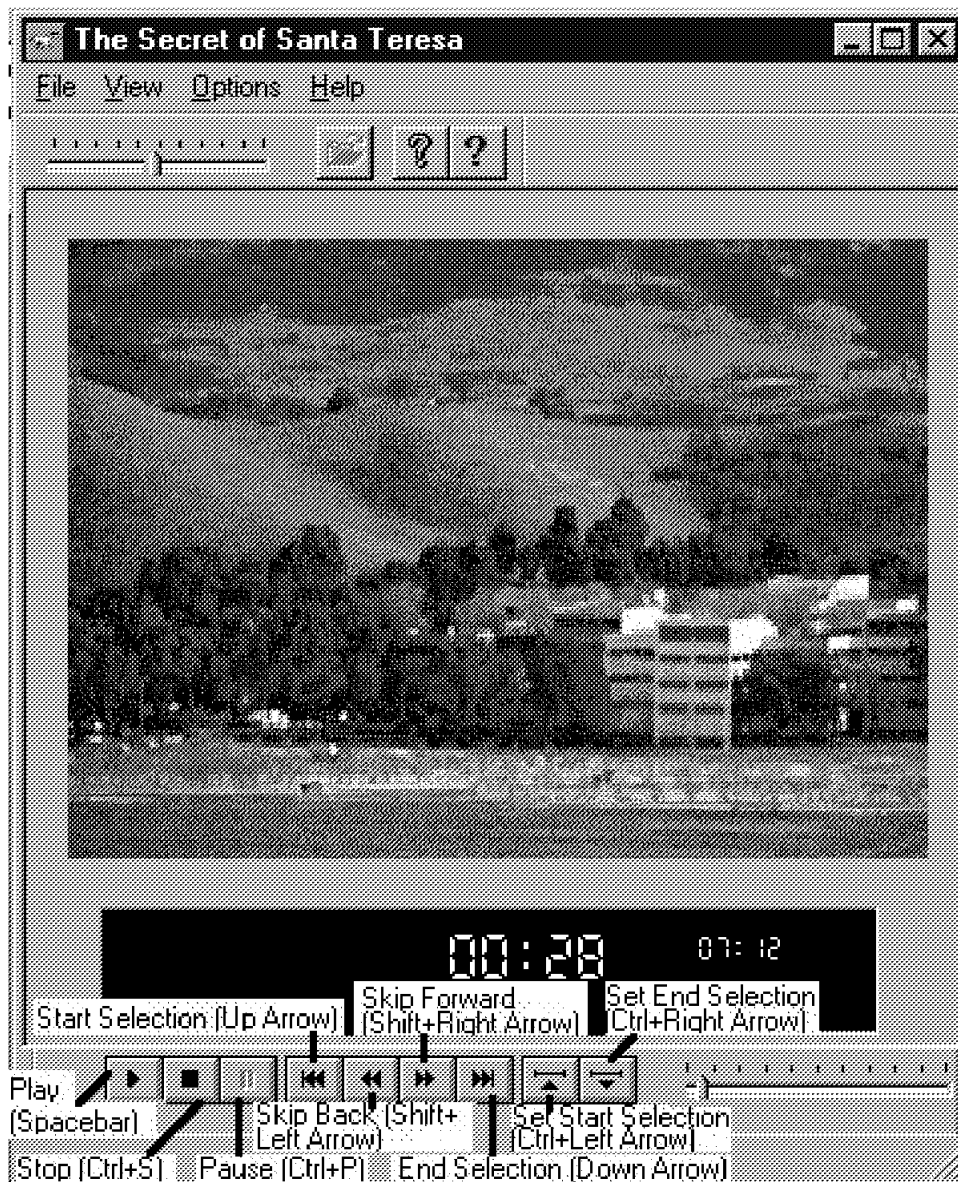 The Secret of Santa Teresa
File View Options Help
00:28 07:12
Start Selection (Up Arrow)
Skip Forward
(Shift+Right Arrow)
Set End Selection
(Ctrl+Right Arrow)
Play
(Spacebar)
Skip Back (Shift+
Left Arrow)
Set Start Selection
(Ctrl+Left Arrow)
Stop (Ctrl+S)
Pause (Ctrl+P)
End Selection (Down Arrow)